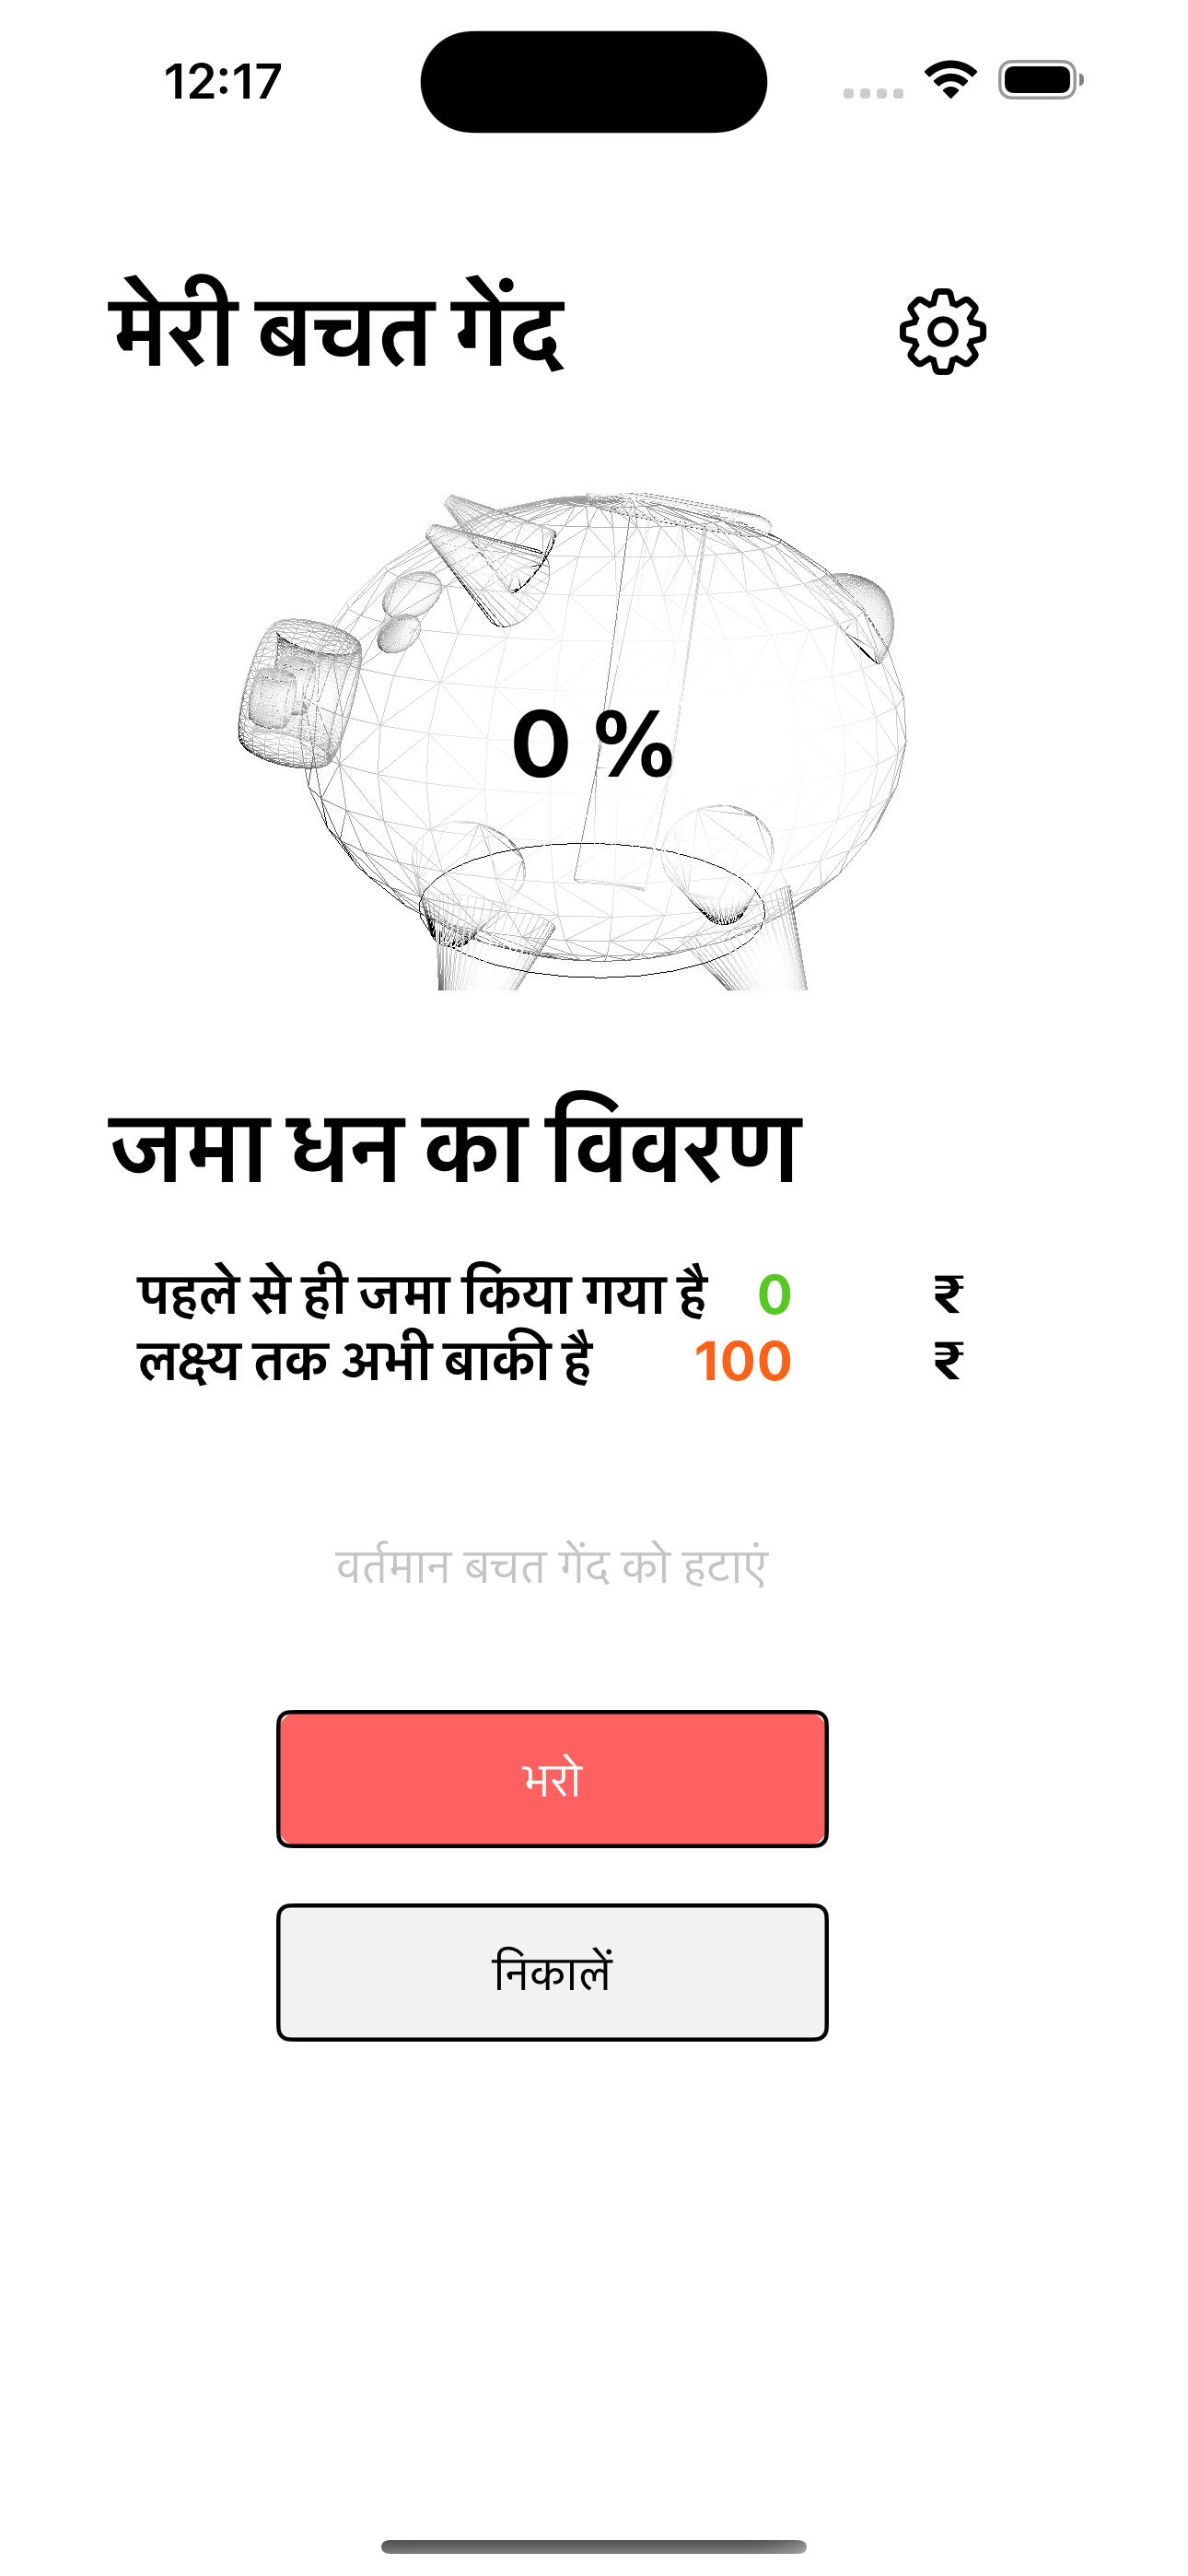 12:17
मेरी बचत गेंद
0 %
जमा धन का विवरण
पहले से ही जमा किया गया है 0 ₹
लक्ष्य तक अभी बाकी है 100 ₹
वर्तमान बचत गेंद को हटाएं
भरो
निकालें